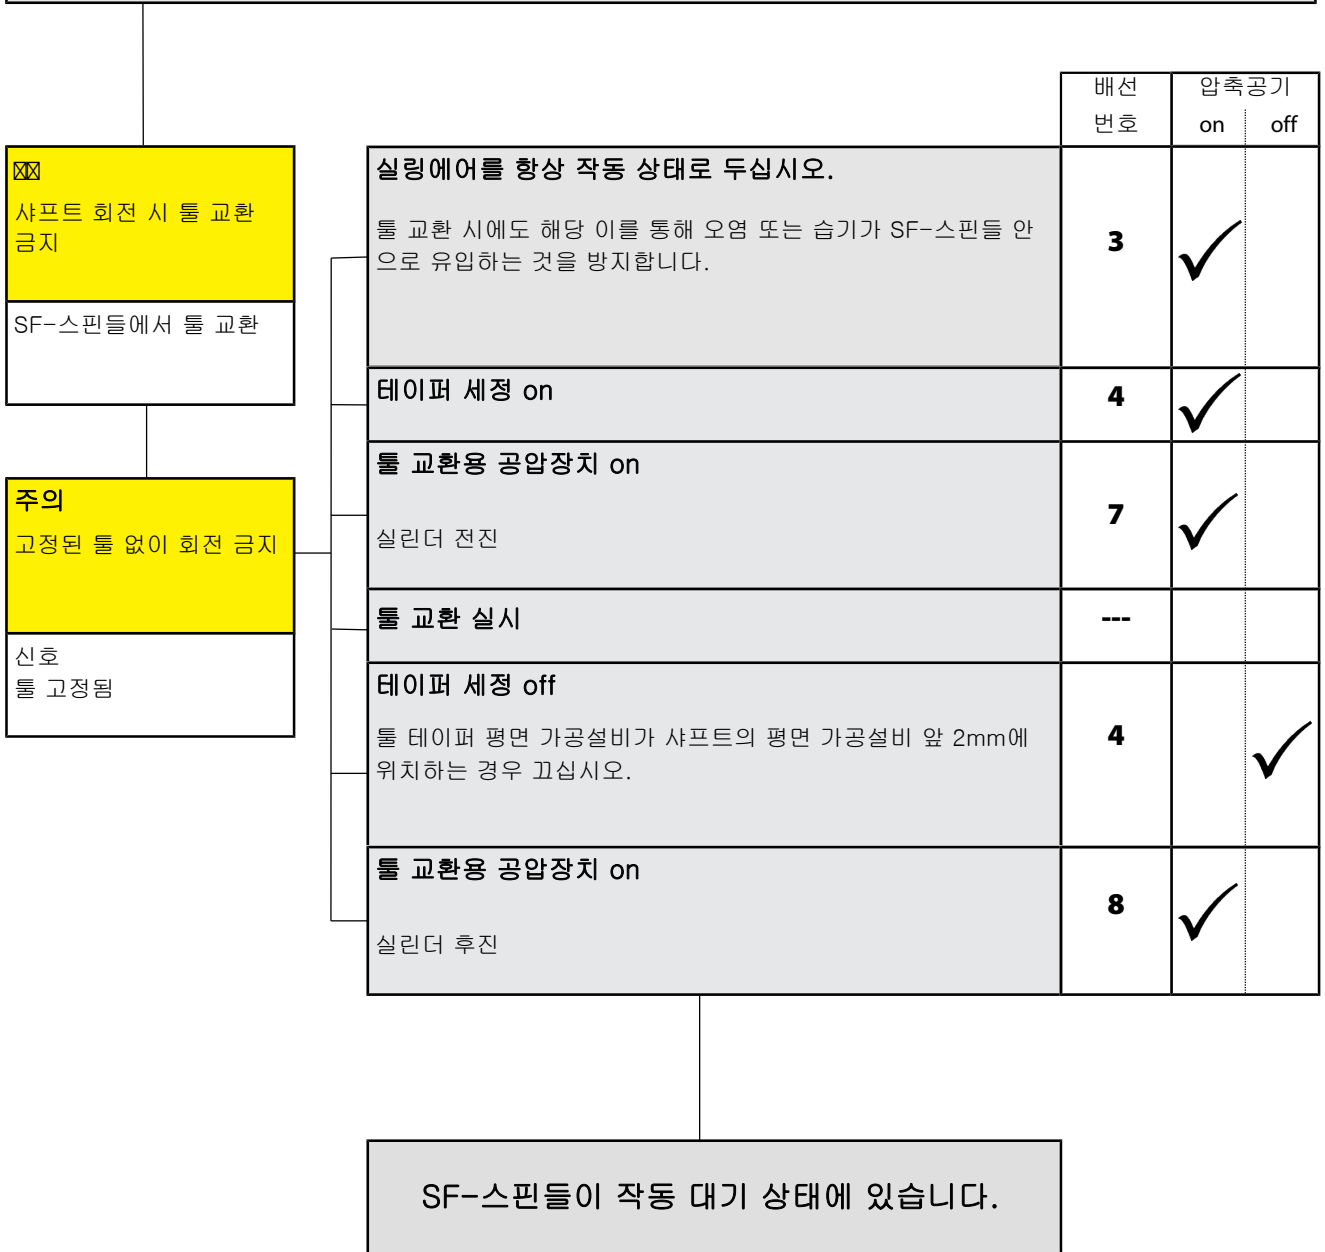 배선 압축공기
번호 on off
샤프트 회전 시 툴 교환
금지
SF-스핀들에서 툴 교환
주의
고정된 툴 없이 회전 금지
신호
툴 고정됨
실링에어를 항상 작동 상태로 두십시오.
툴 교환 시에도 해당 이를 통해 오염 또는 습기가 SF-스핀들 안
으로 유입하는 것을 방지합니다.
3
테이퍼 세정 on
4
툴 교환용 공압장치 on
실린더 전진
7
툴 교환 실시
---
테이퍼 세정 off
툴 테이퍼 평면 가공설비가 샤프트의 평면 가공설비 앞 2mm에
위치하는 경우 끄십시오.
4
툴 교환용 공압장치 on
실린더 후진
8
SF-스핀들이 작동 대기 상태에 있습니다.